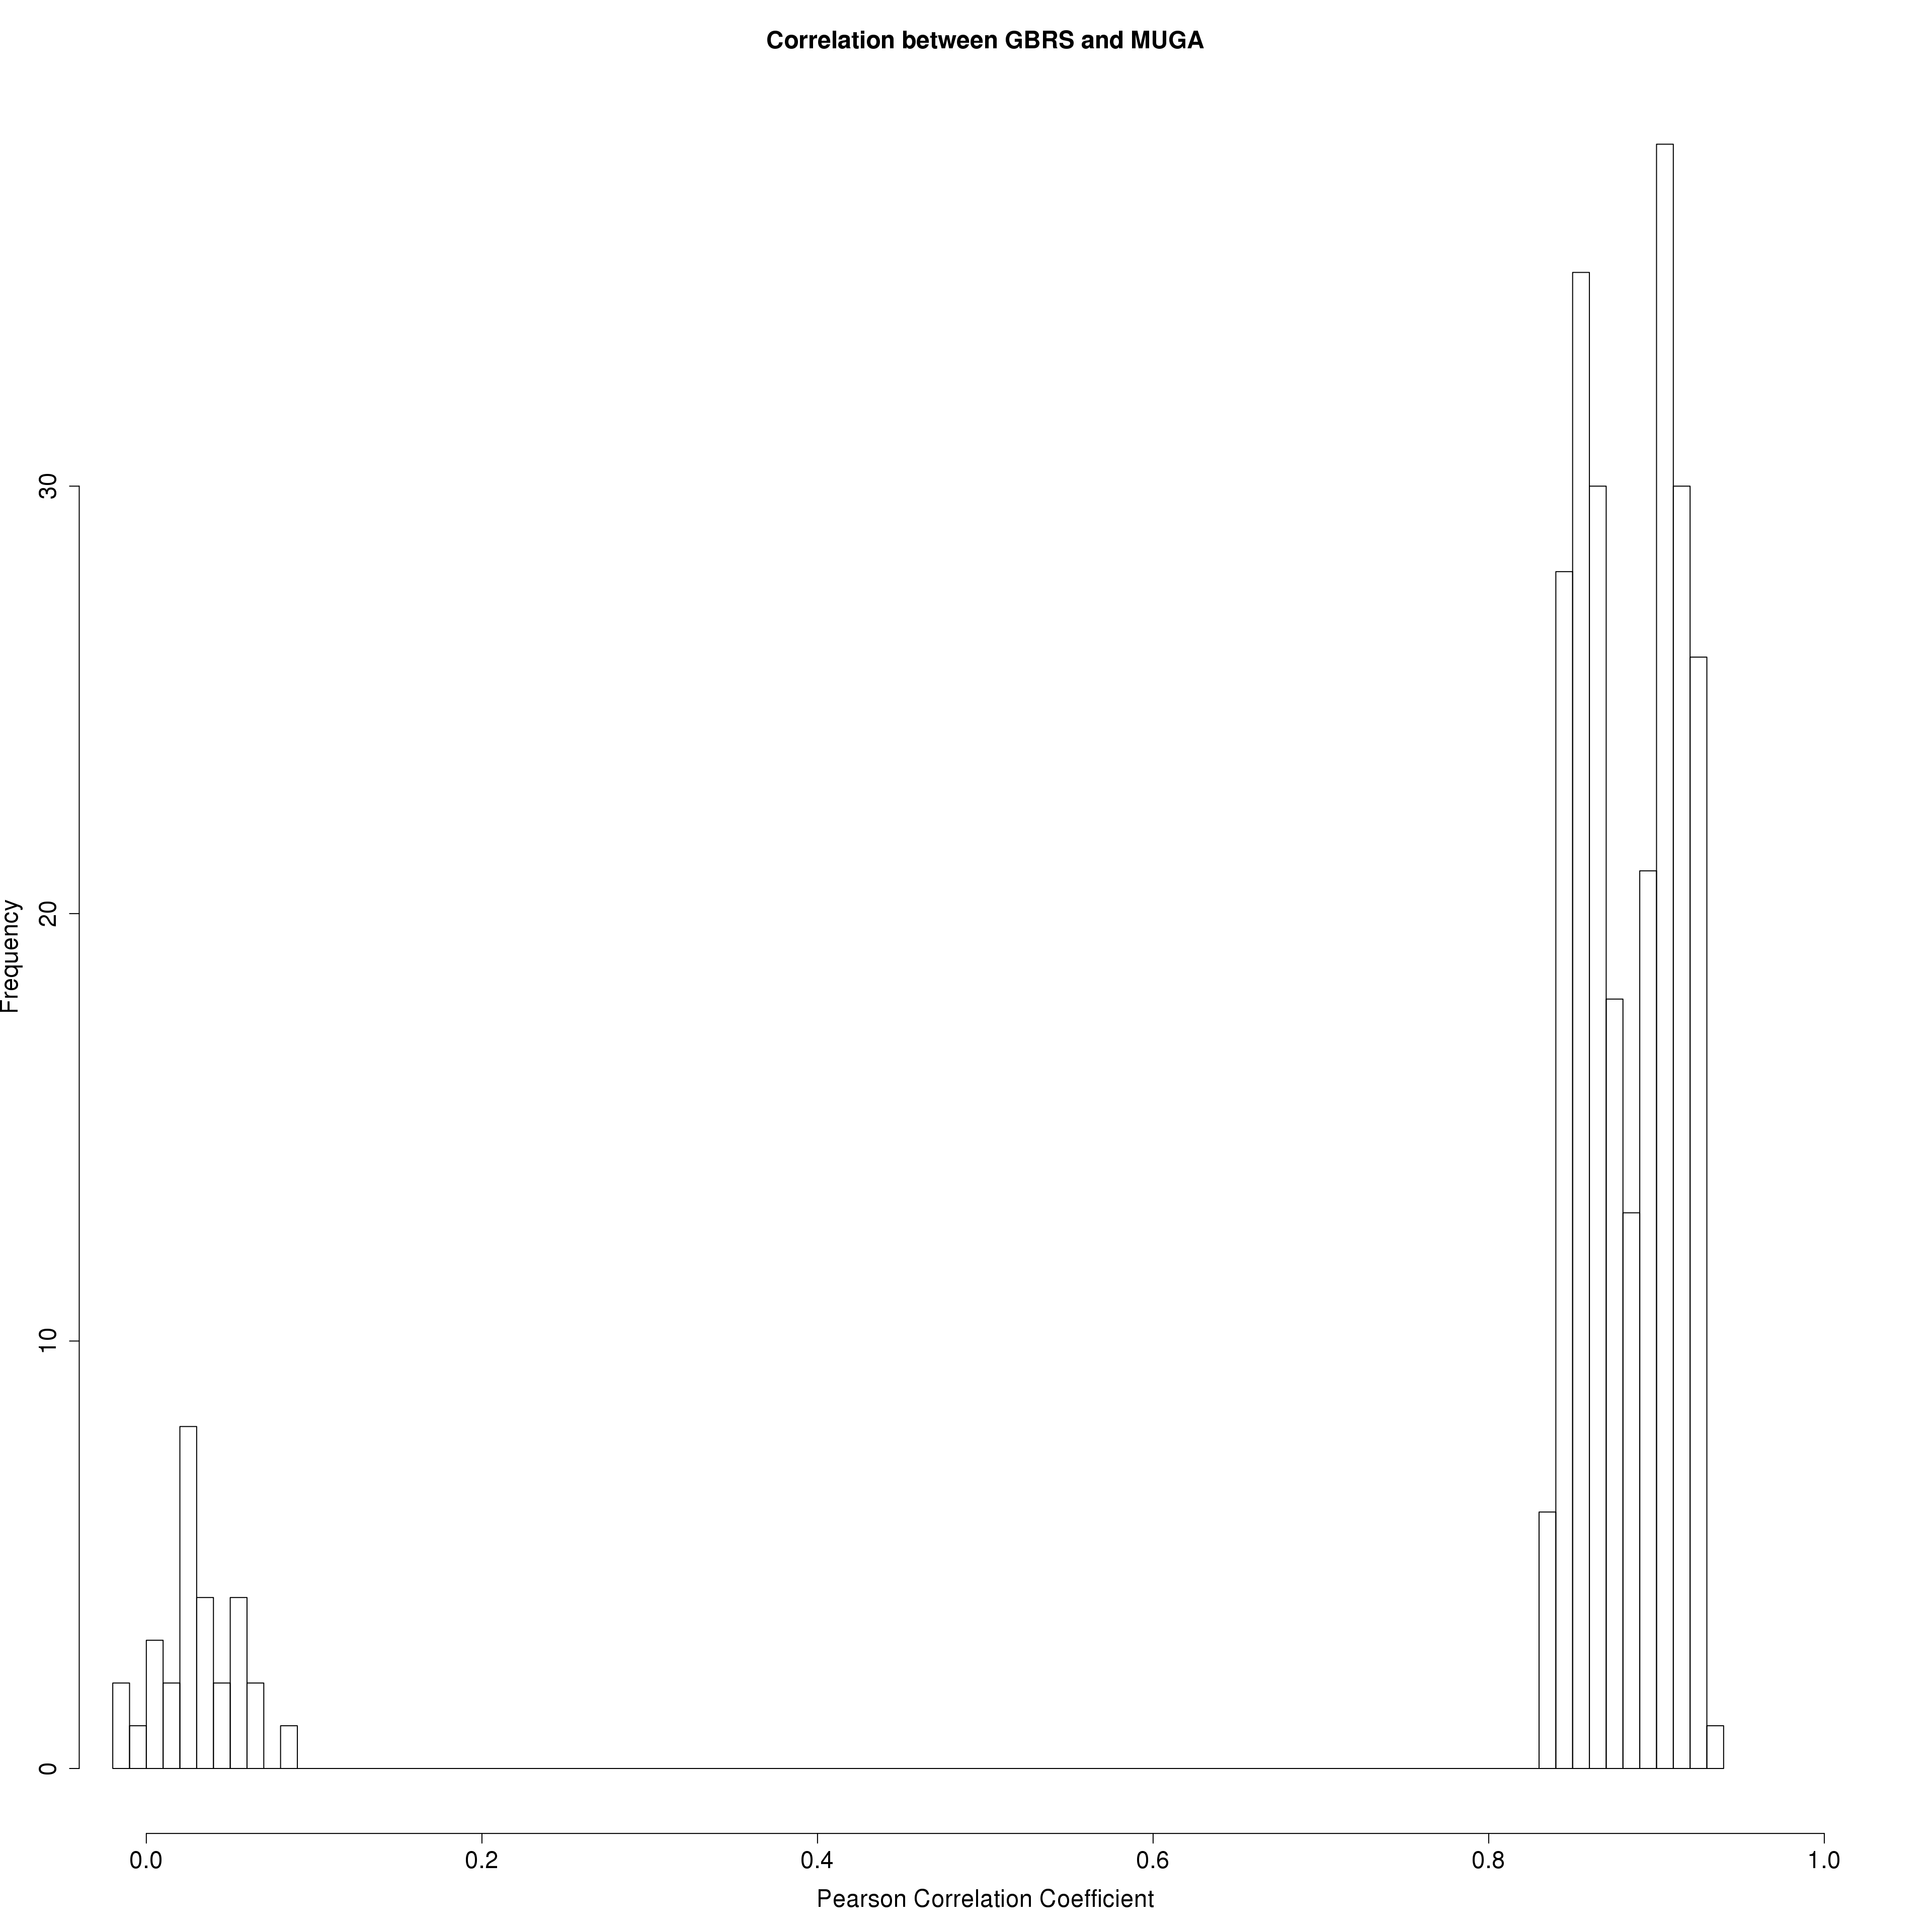 Correlation between GBRS and MUGA
Frequency
30
20
10
0
0.0 0.2 0.4 0.6 0.8 1.0
Pearson Correlation Coefficient